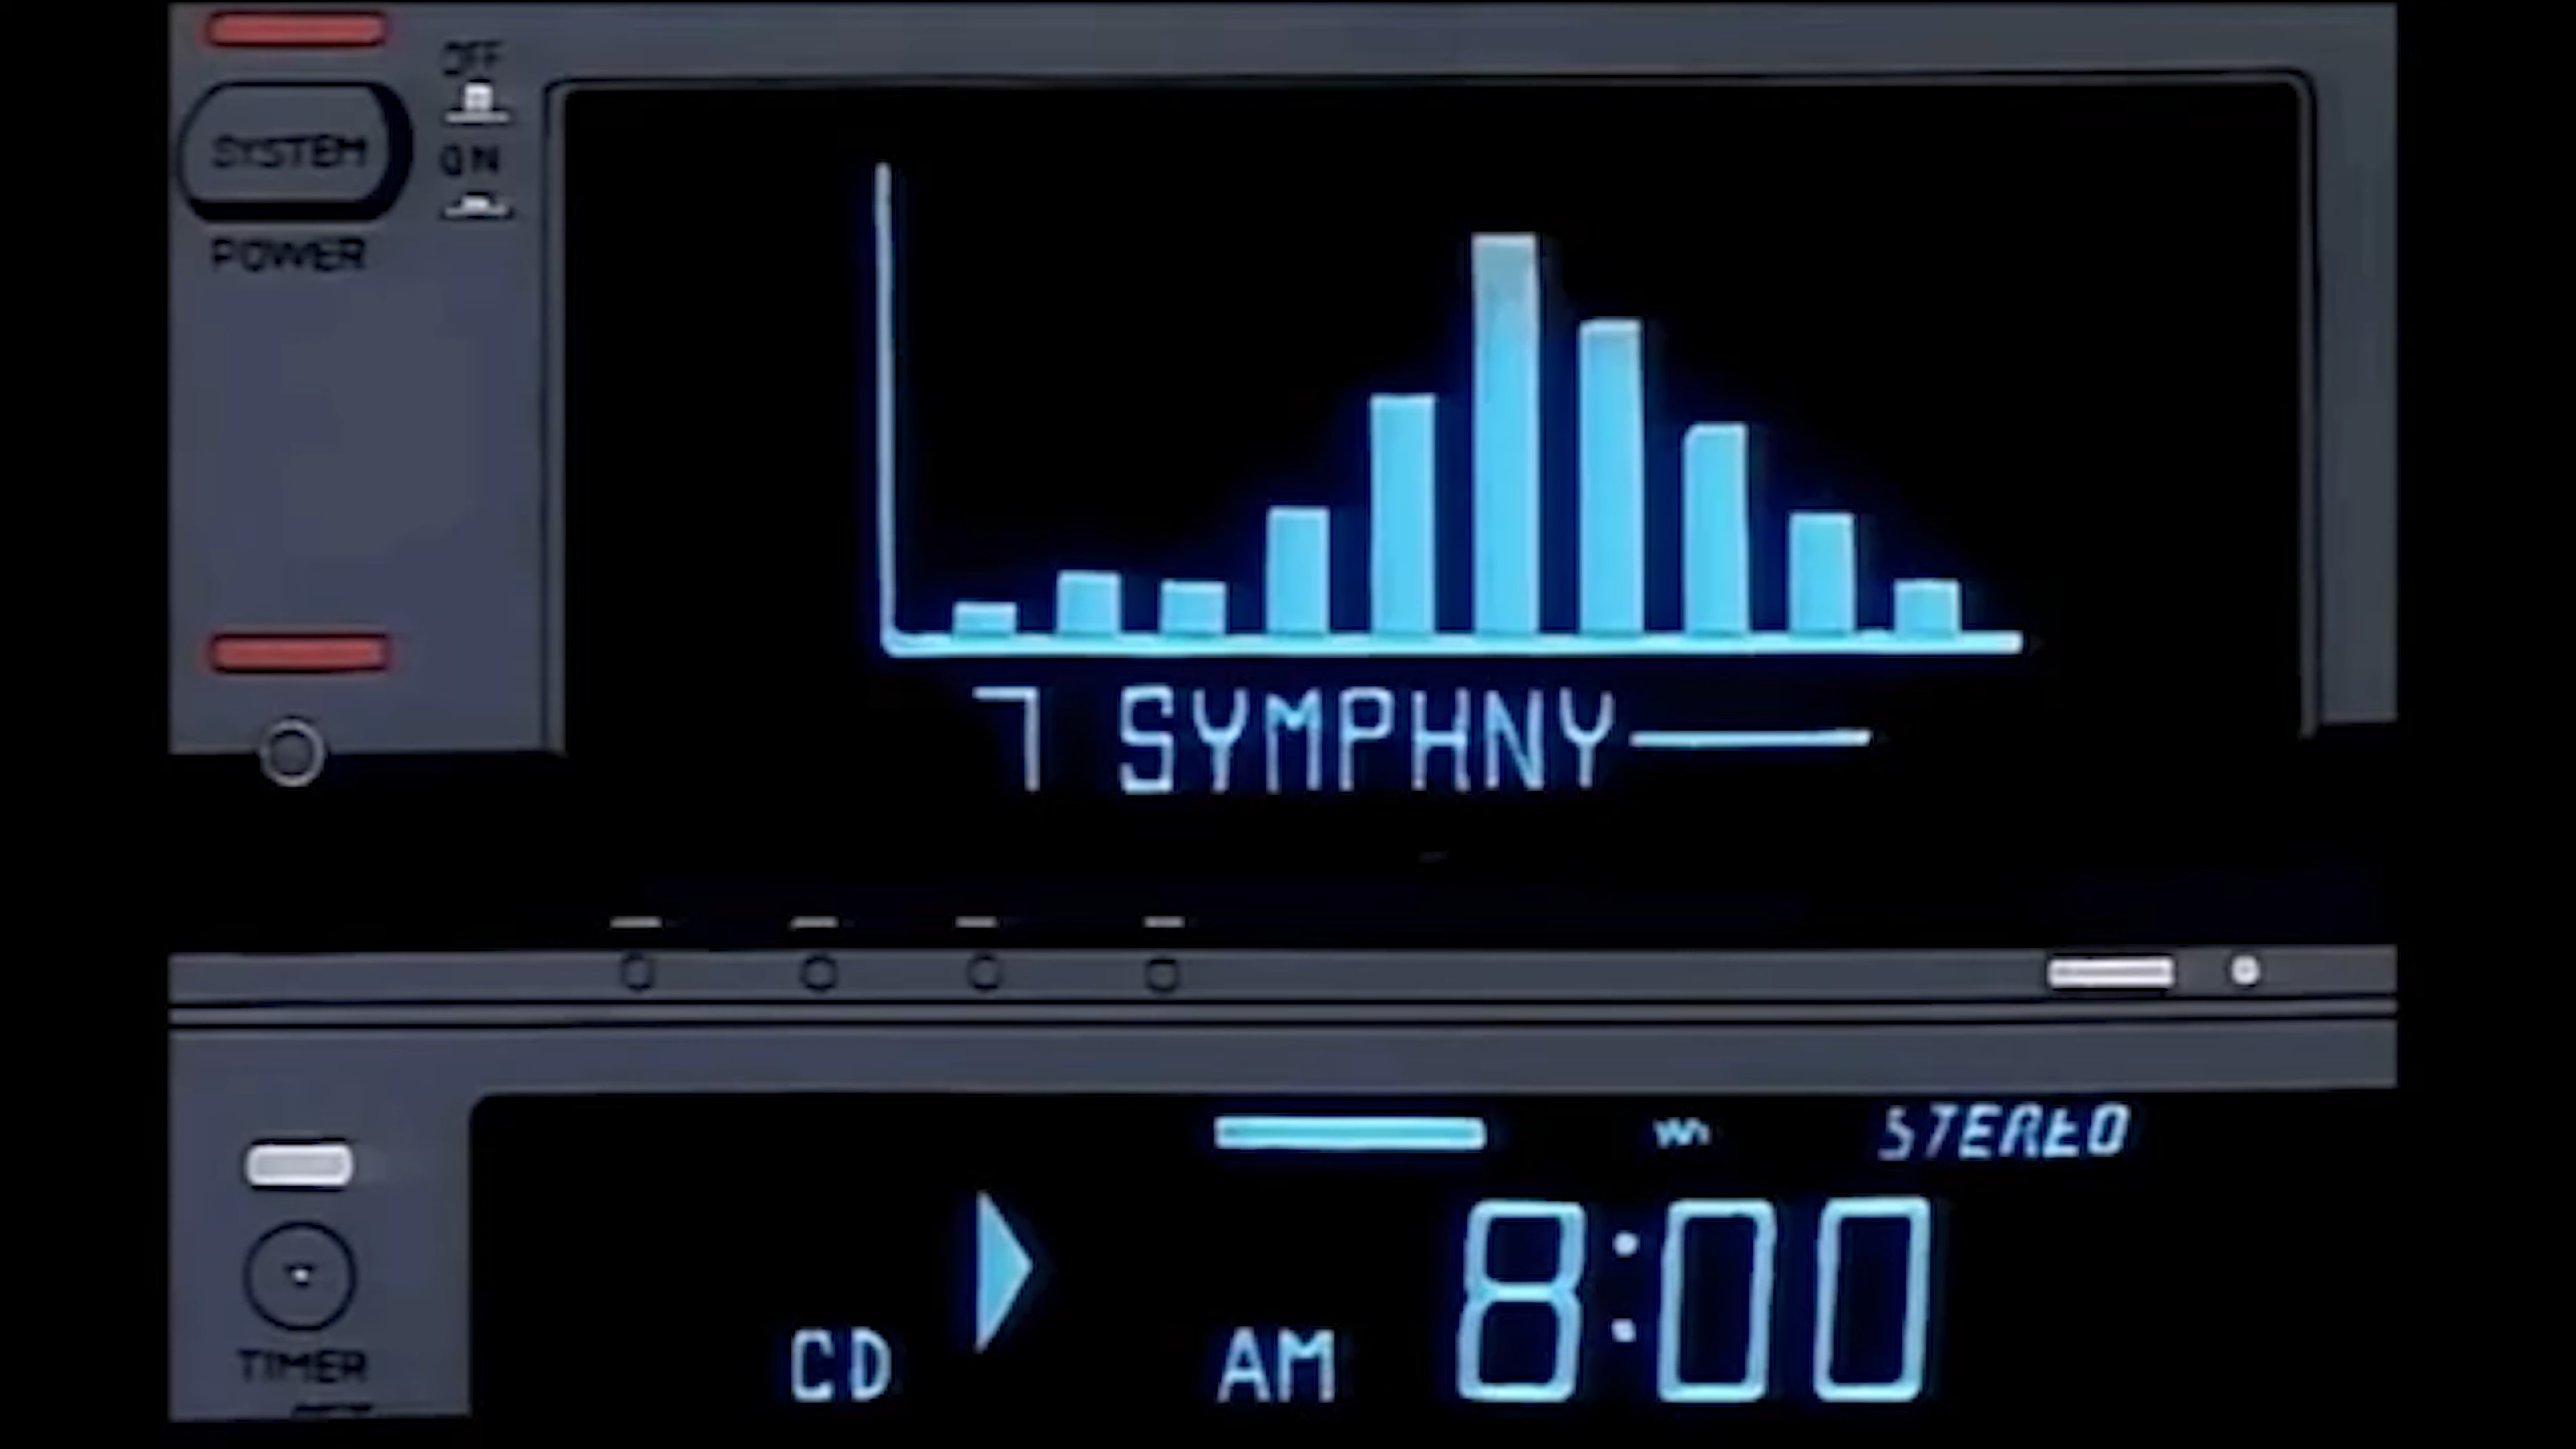 OFF
SYSTEM
ON
POWER
7 SYMPHNY
STEREO
CD AM 8:00
TIMER